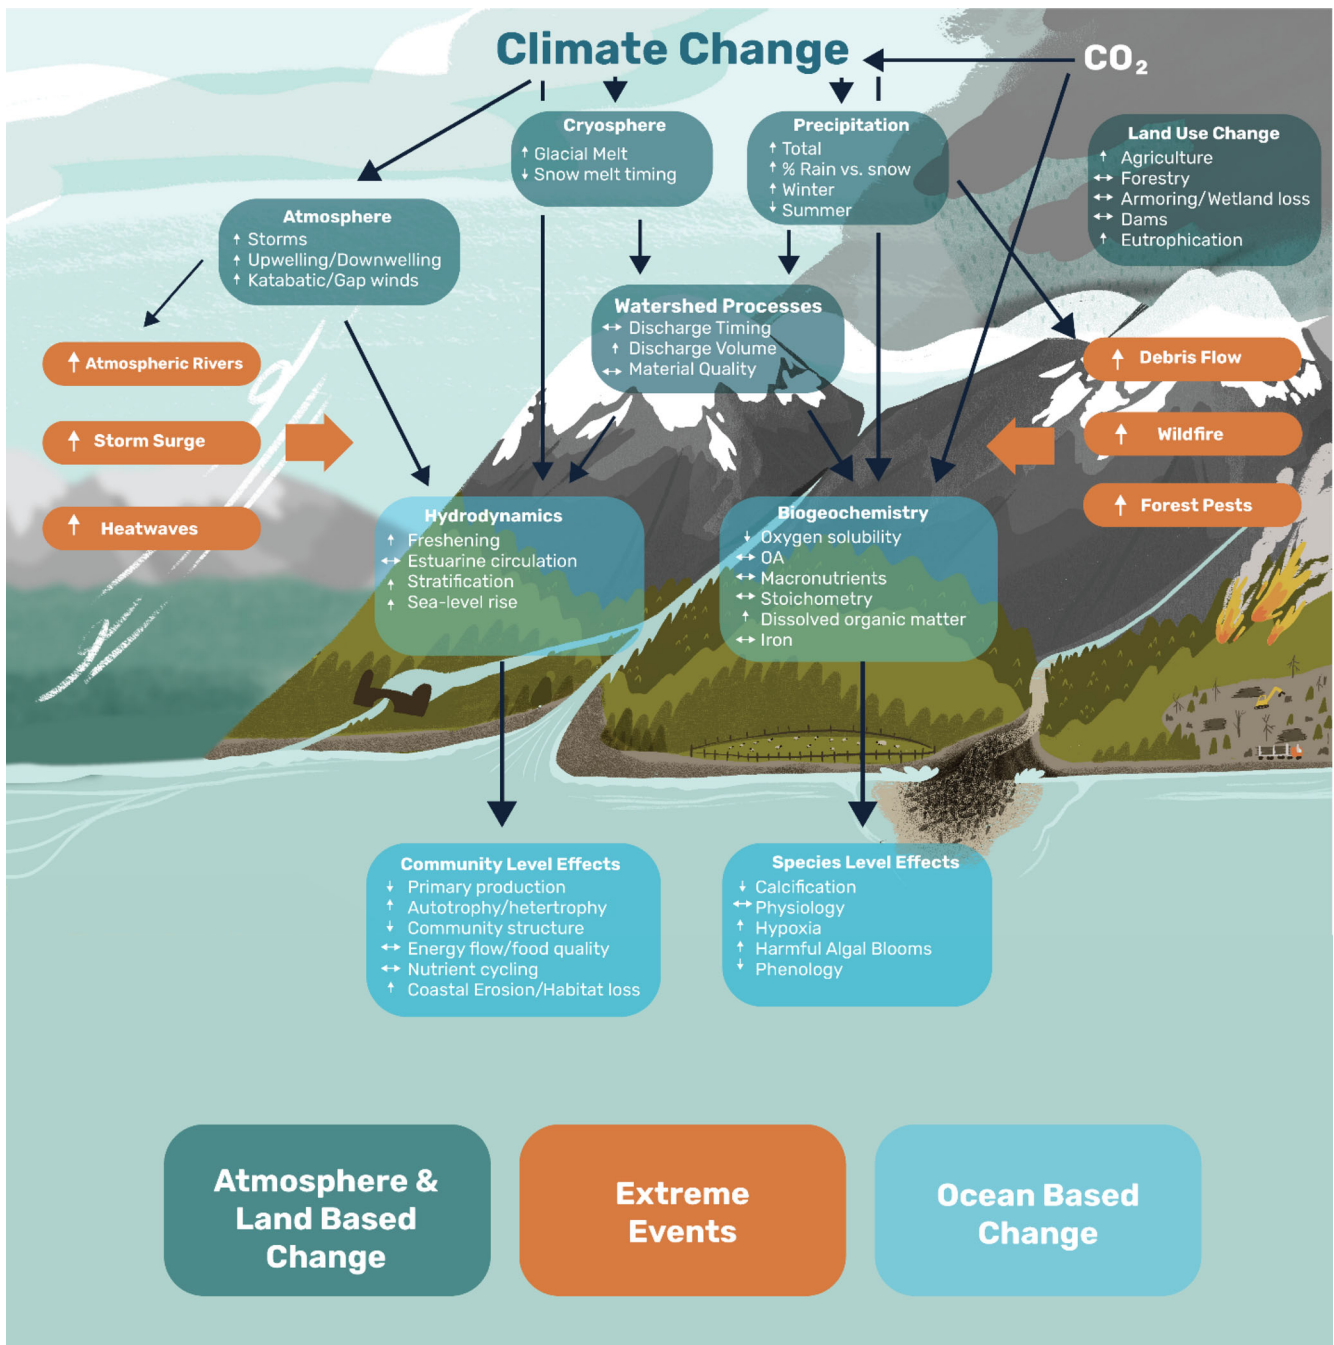 Climate Change
CO₂
Cryosphere
↑ Glacial Melt
↓ Snow melt timing
Precipitation
↑ Total
↑ % Rain vs. snow
↑ Winter
↓ Summer
Land Use Change
↑ Agriculture
↔ Forestry
↔ Armoring/Wetland loss
↔ Dams
↑ Eutrophication
Atmosphere
↑ Storms
↑ Upwelling/Downwelling
↑ Katabatic/Gap winds
Watershed Processes
↔ Discharge Timing
↑ Discharge Volume
↔ Material Quality
↑ Atmospheric Rivers
↑ Storm Surge
↑ Heatwaves
↑ Debris Flow
↑ Wildfire
↑ Forest Pests
Hydrodynamics
↑ Freshening
↔ Estuarine circulation
↑ Stratification
↑ Sea-level rise
Biogeochemistry
↓ Oxygen solubility
↔ OA
↔ Macronutrients
↔ Stoichometry
↑ Dissolved organic matter
↔ Iron
Community Level Effects
↓ Primary production
↑ Autotrophy/hetertrophy
↓ Community structure
↔ Energy flow/food quality
↔ Nutrient cycling
↑ Coastal Erosion/Habitat loss
Species Level Effects
↓ Calcification
↔ Physiology
↑ Hypoxia
↑ Harmful Algal Blooms
↓ Phenology
Atmosphere &
Land Based
Change
Extreme
Events
Ocean Based
Change